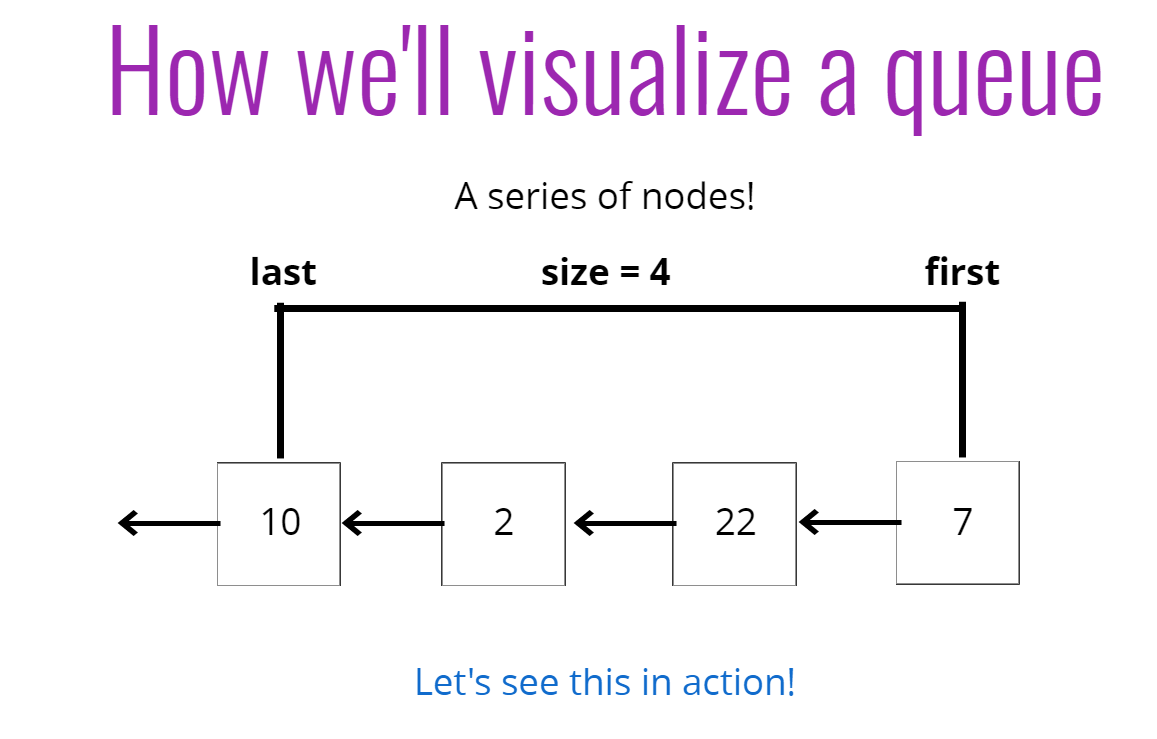 How we'll visualize a queue
A series of nodes!
last size = 4 first
10 2 22 7
Let's see this in action!